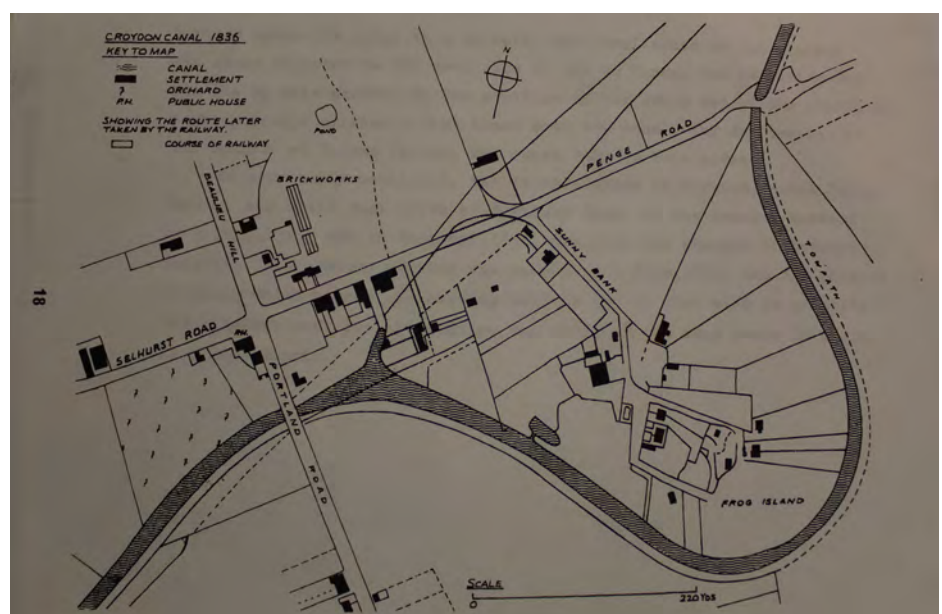 CROYDON CANAL 1836
KEY TO MAP
CANAL
SETTLEMENT
ORCHARD
P.H. PUBLIC HOUSE
SHOWING THE ROUTE LATER
TAKEN BY THE RAILWAY.
COURSE OF RAILWAY
N
POND
PENGE ROAD
BEAULIEU HILL
BRICKWORKS
SUNNY BANK
TOWPATH
18
SELHURST ROAD
P.H.
PORTLAND ROAD
FROG ISLAND
SCALE
0 220 YDS